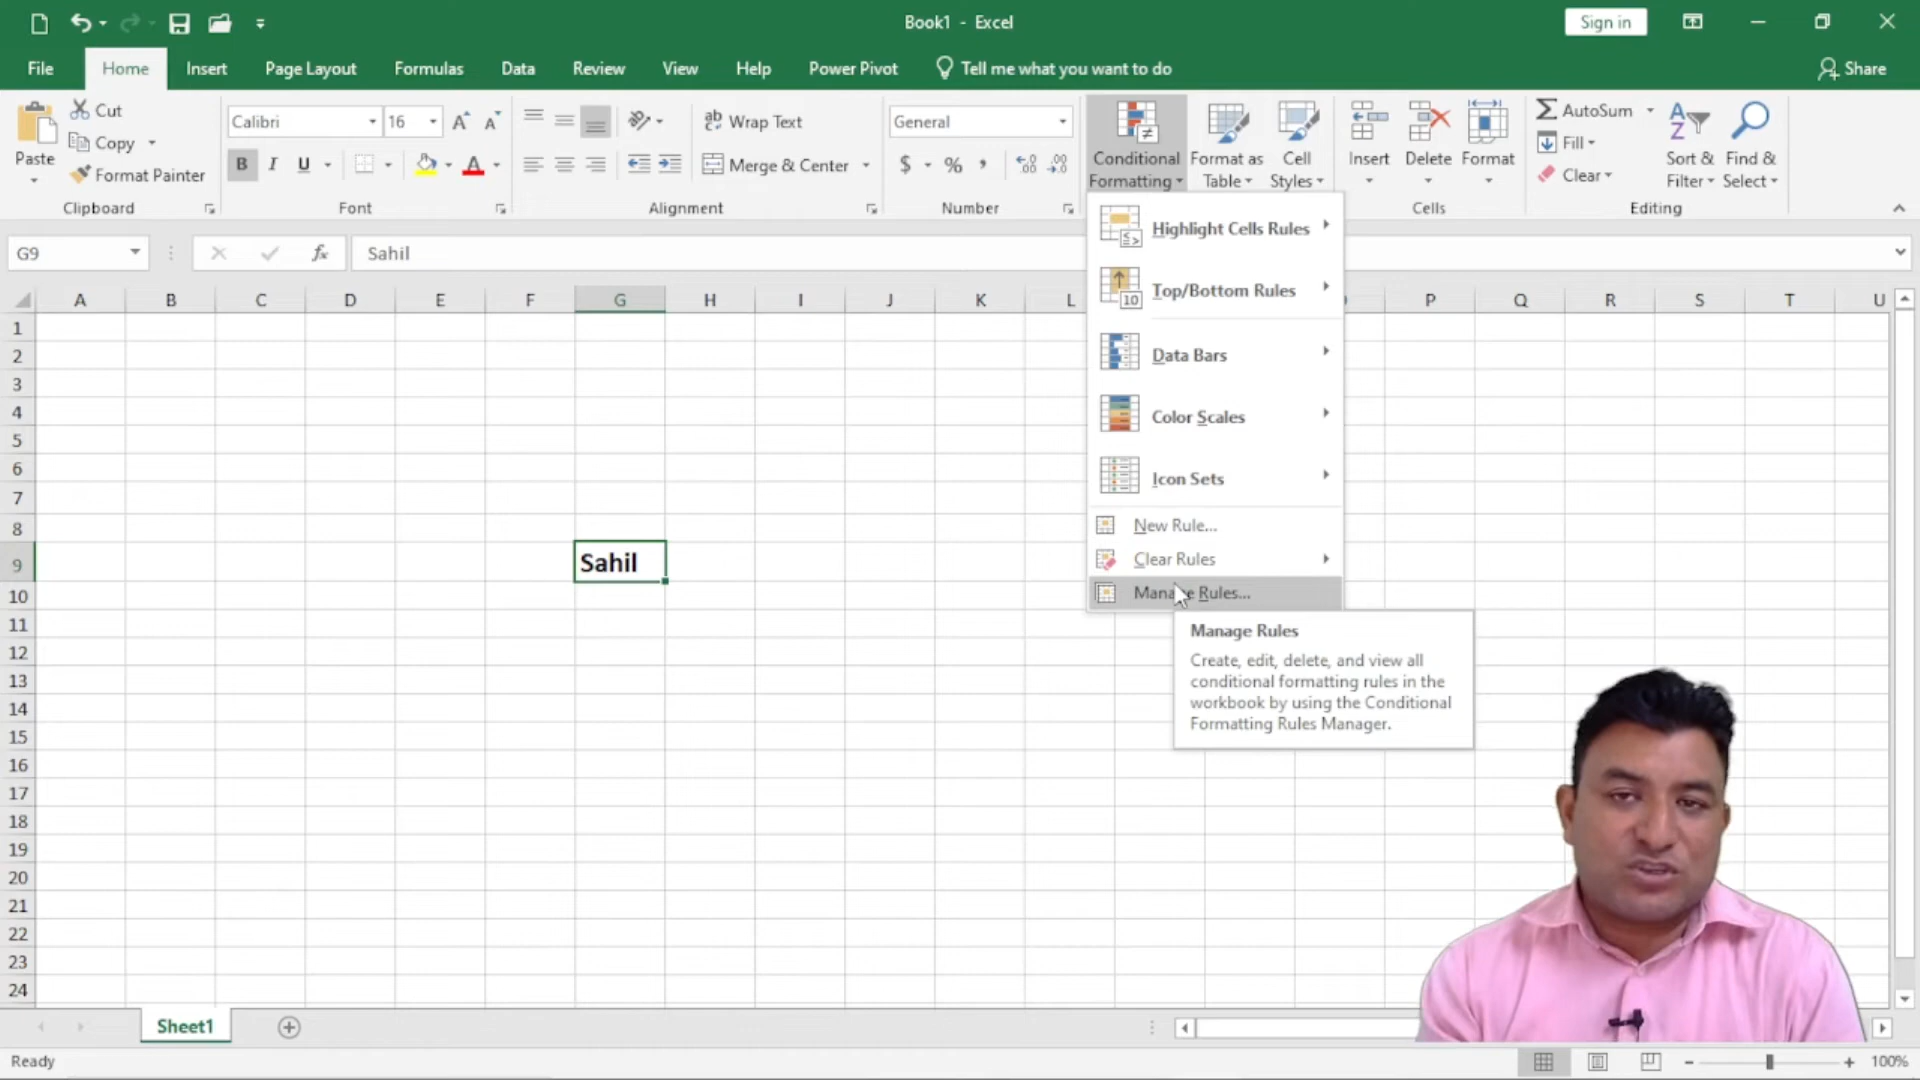 Book1 - Excel
Sign in
File Home Insert Page Layout Formulas Data Review View Help Power Pivot Tell me what you want to do Share
Paste
Cut
Copy
Format Painter
Clipboard
Calibri 16
B I U
A A
A
Font
ab Wrap Text
Merge & Center
Alignment
General
$ % ,
Number
Conditional Formatting
Format as Table
Cell Styles
Insert
Delete
Format
Cells
AutoSum
Fill
Clear
Sort & Filter
Find & Select
Editing
G9
fx
Sahil
A B C D E F G H I J K L P Q R S T U
1
2
3
4
5
6
7
8
9 Sahil
10
11
12
13
14
15
16
17
18
19
20
21
22
23
24
Highlight Cells Rules
Top/Bottom Rules
10
Data Bars
Color Scales
Icon Sets
New Rule...
Clear Rules
Manage Rules...
Manage Rules
Create, edit, delete, and view all
conditional formatting rules in the
workbook by using the Conditional
Formatting Rules Manager.
Sheet1
Ready
100%